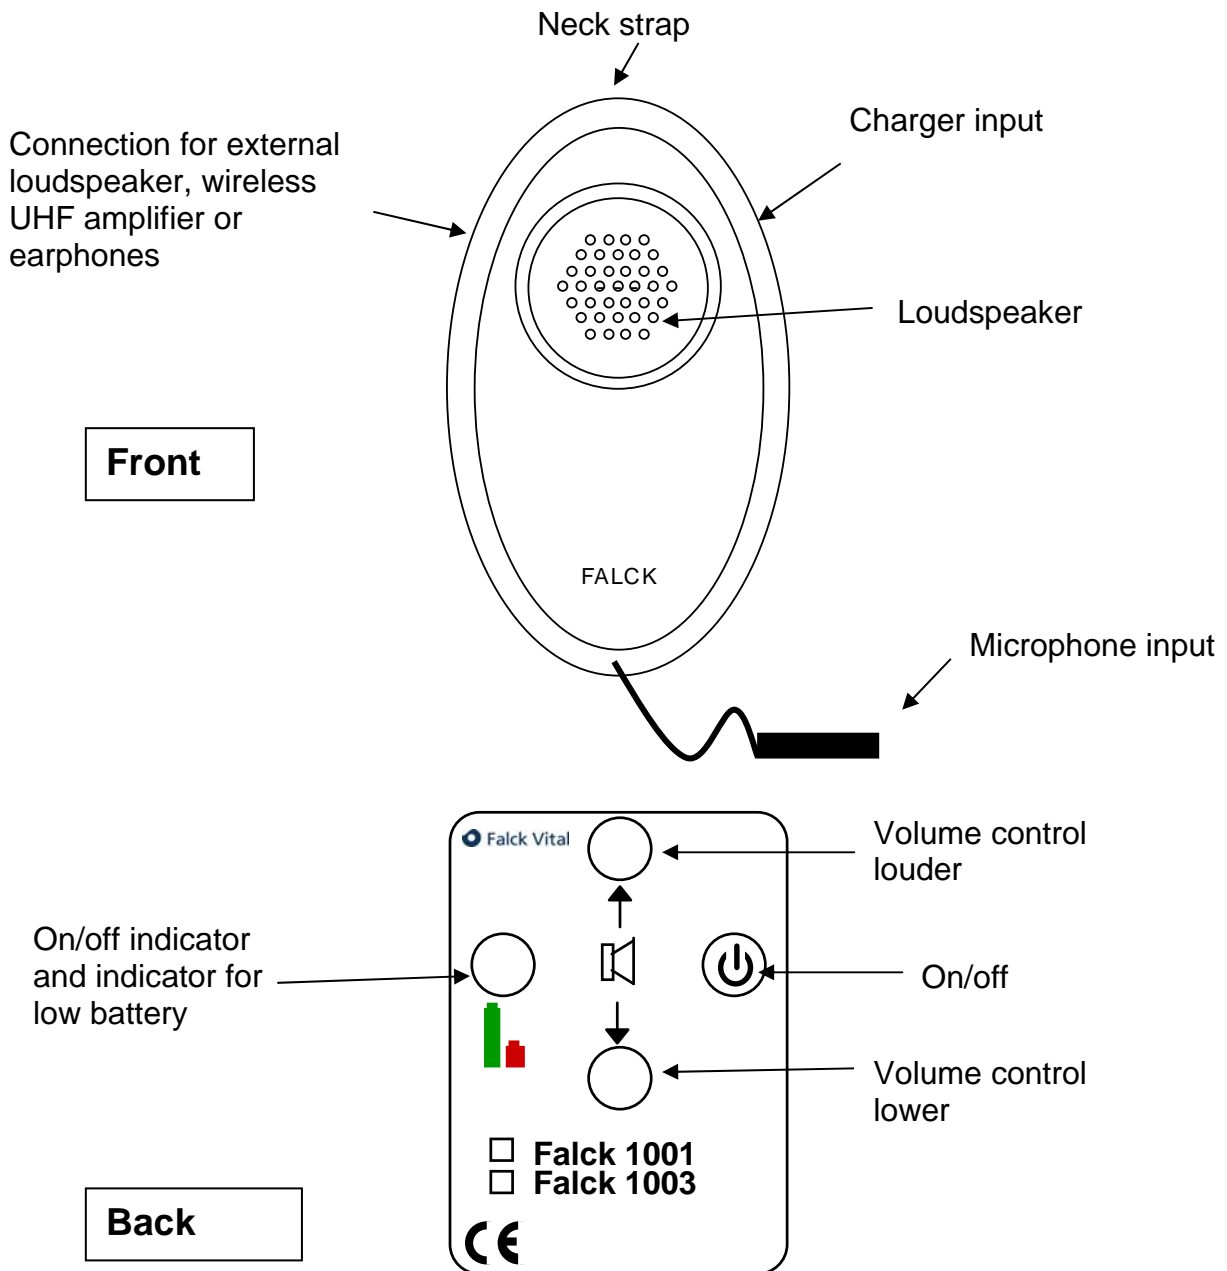 Neck strap
Charger input
Connection for external
loudspeaker, wireless
UHF amplifier or
earphones
Loudspeaker
Front
FALCK
Microphone input
Falck Vital
Volume control
louder
On/off indicator
and indicator for
low battery
On/off
Volume control
lower
Falck 1001
Falck 1003
Back
CE